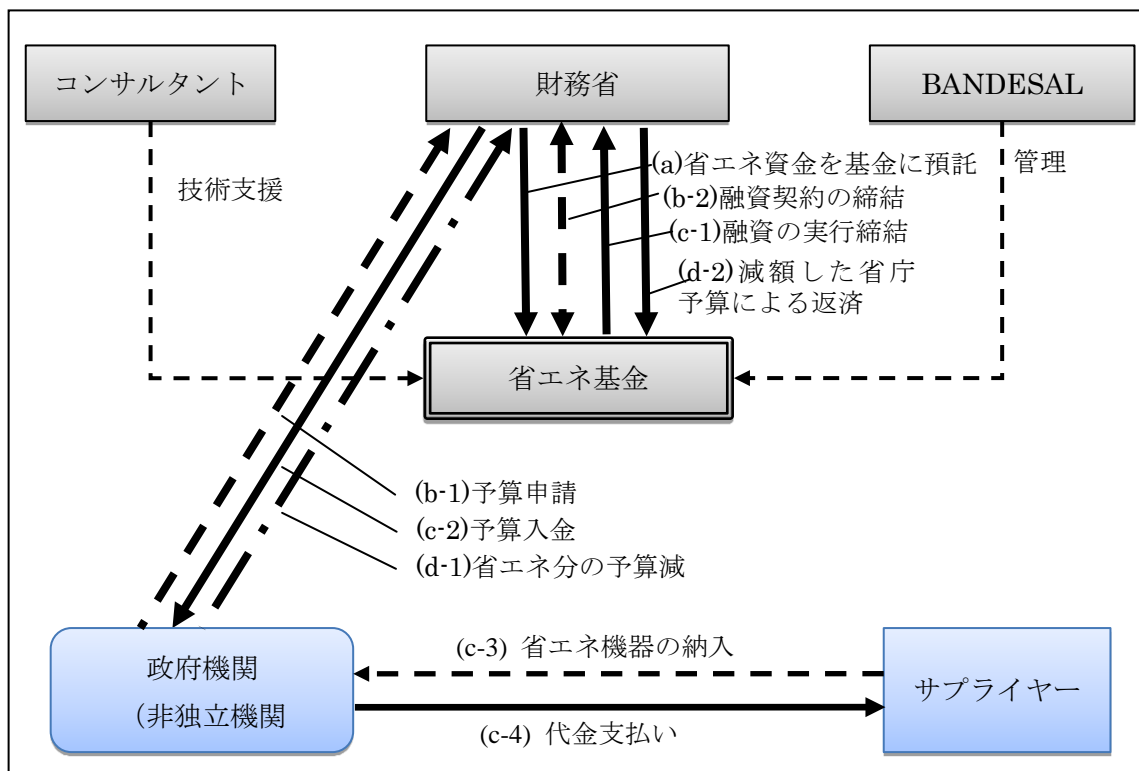 コンサルタント
財務省
BANDESAL
技術支援
(a)省エネ資金を基金に預託
管理
(b-2)融資契約の締結
(c-1)融資の実行締結
(d-2)減額した省庁
予算による返済
省エネ基金
(b-1)予算申請
(c-2)予算入金
(d-1)省エネ分の予算減
(c-3) 省エネ機器の納入
政府機関
（非独立機関
サプライヤー
(c-4) 代金支払い